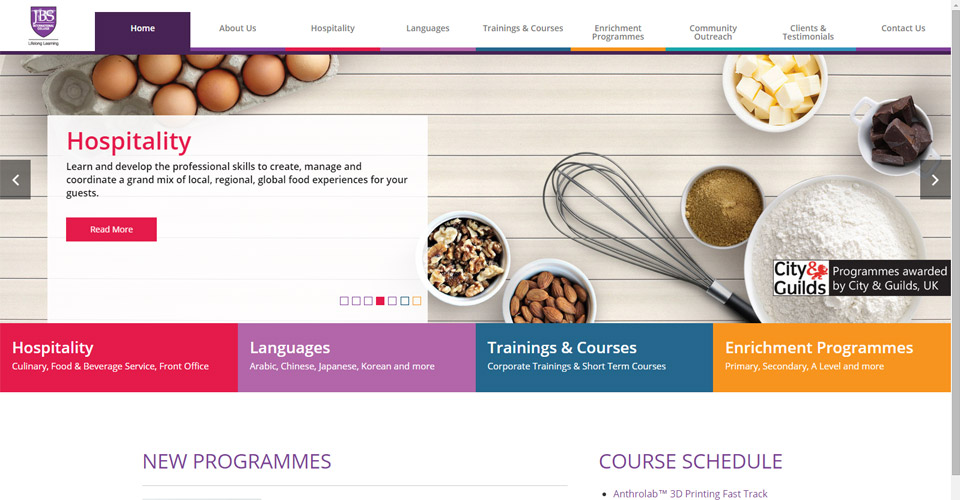 JBS
INTERNATIONAL
COLLEGE
Lifelong Learning
Home
About Us
Hospitality
Languages
Trainings & Courses
Enrichment
Programmes
Community
Outreach
Clients &
Testimonials
Contact Us
Hospitality
Learn and develop the professional skills to create, manage and
coordinate a grand mix of local, regional, global food experiences for your
guests.
Read More
City&
Guilds
Programmes awarded
by City & Guilds, UK
Hospitality
Culinary, Food & Beverage Service, Front Office
Languages
Arabic, Chinese, Japanese, Korean and more
Trainings & Courses
Corporate Trainings & Short Term Courses
Enrichment Programmes
Primary, Secondary, A Level and more
NEW PROGRAMMES
COURSE SCHEDULE
Anthrolab™ 3D Printing Fast Track